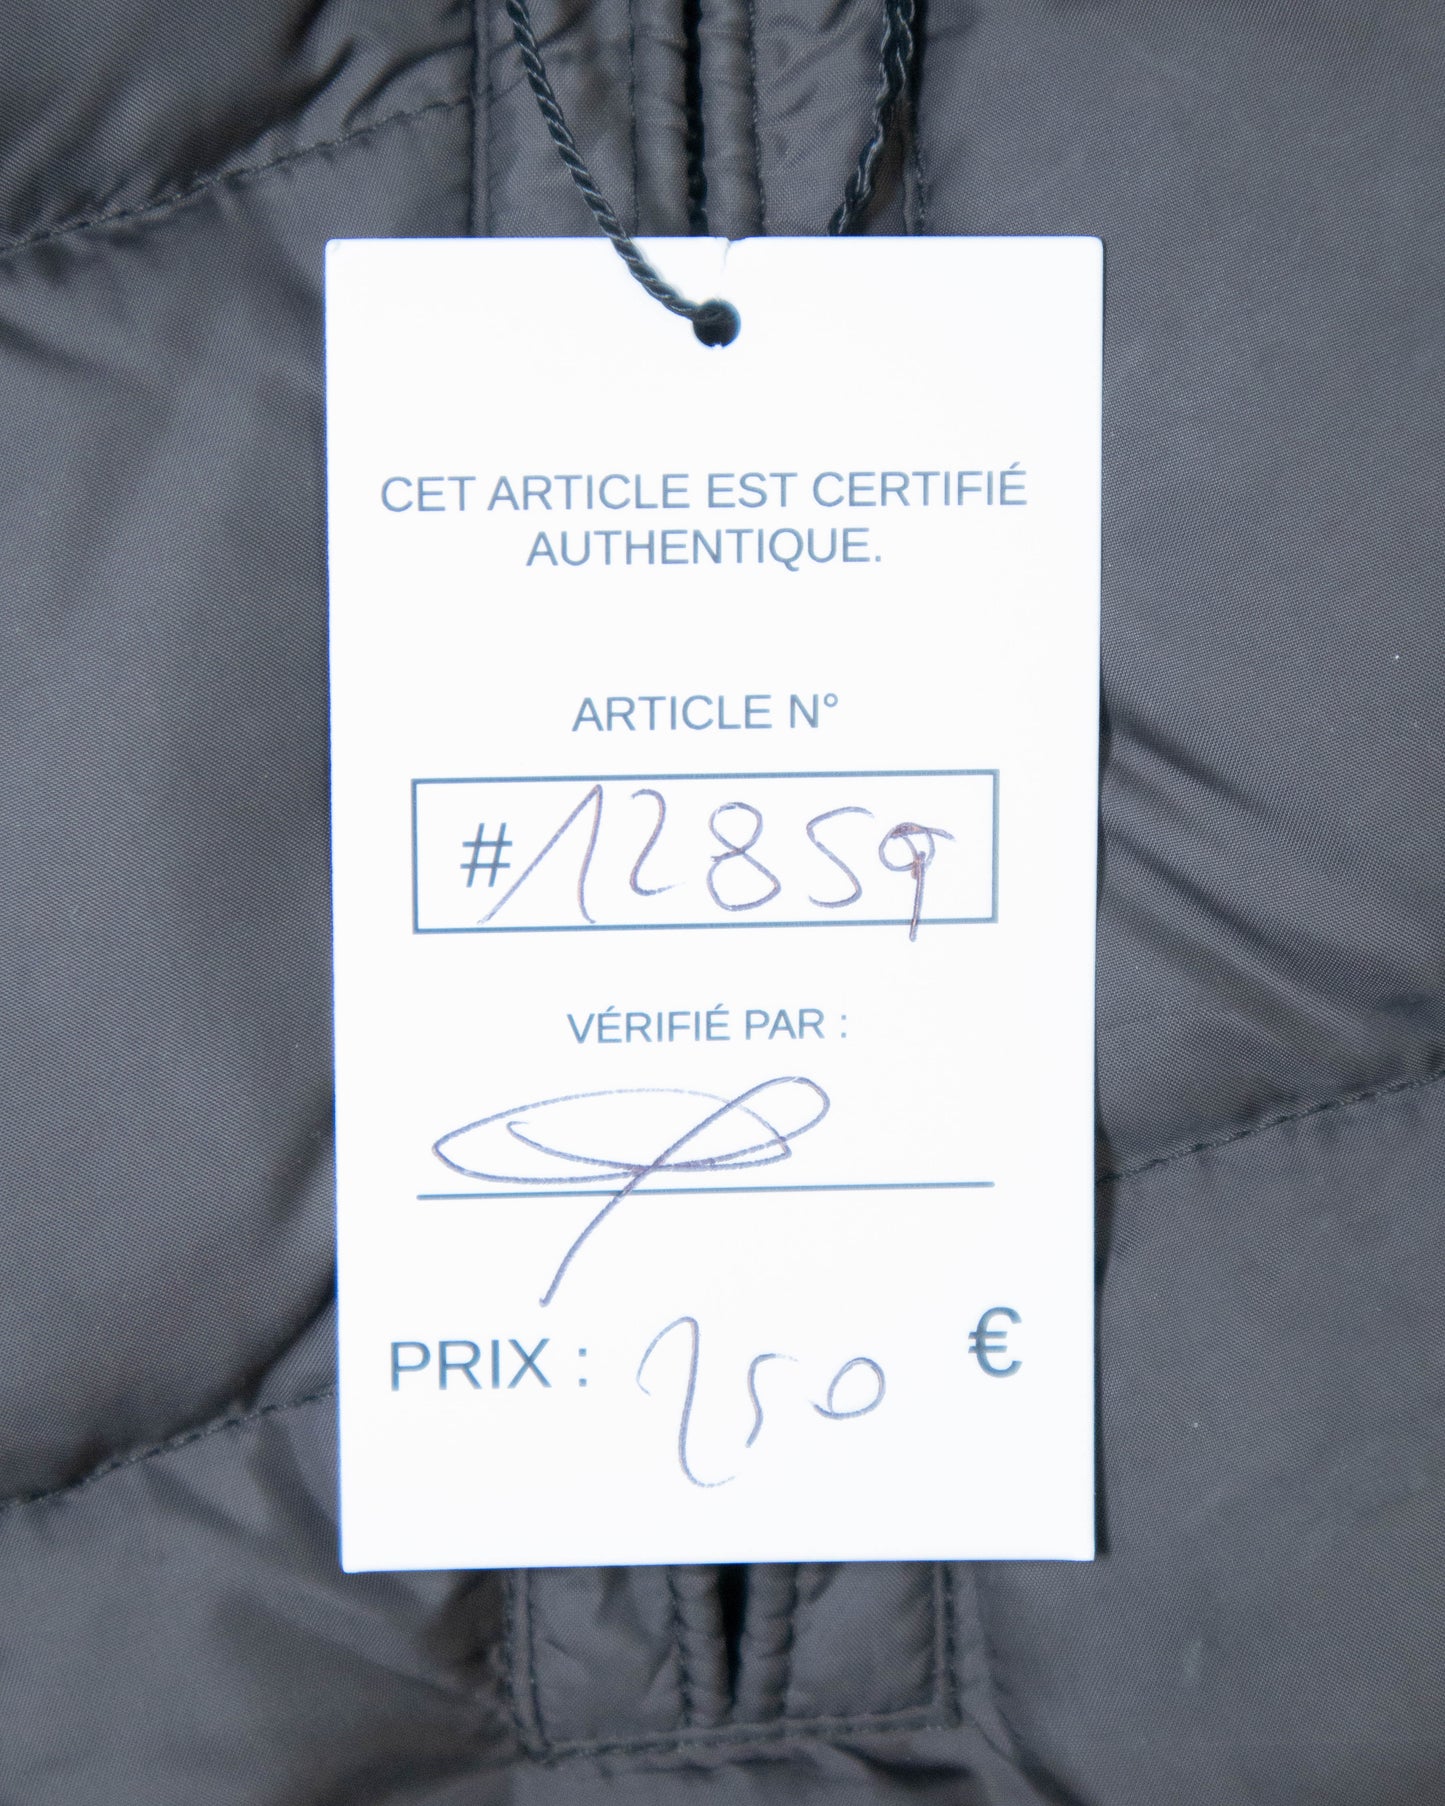 CET ARTICLE EST CERTIFIÉ
AUTHENTIQUE.
ARTICLE N°
#12859
VÉRIFIÉ PAR :
PRIX : 250 €